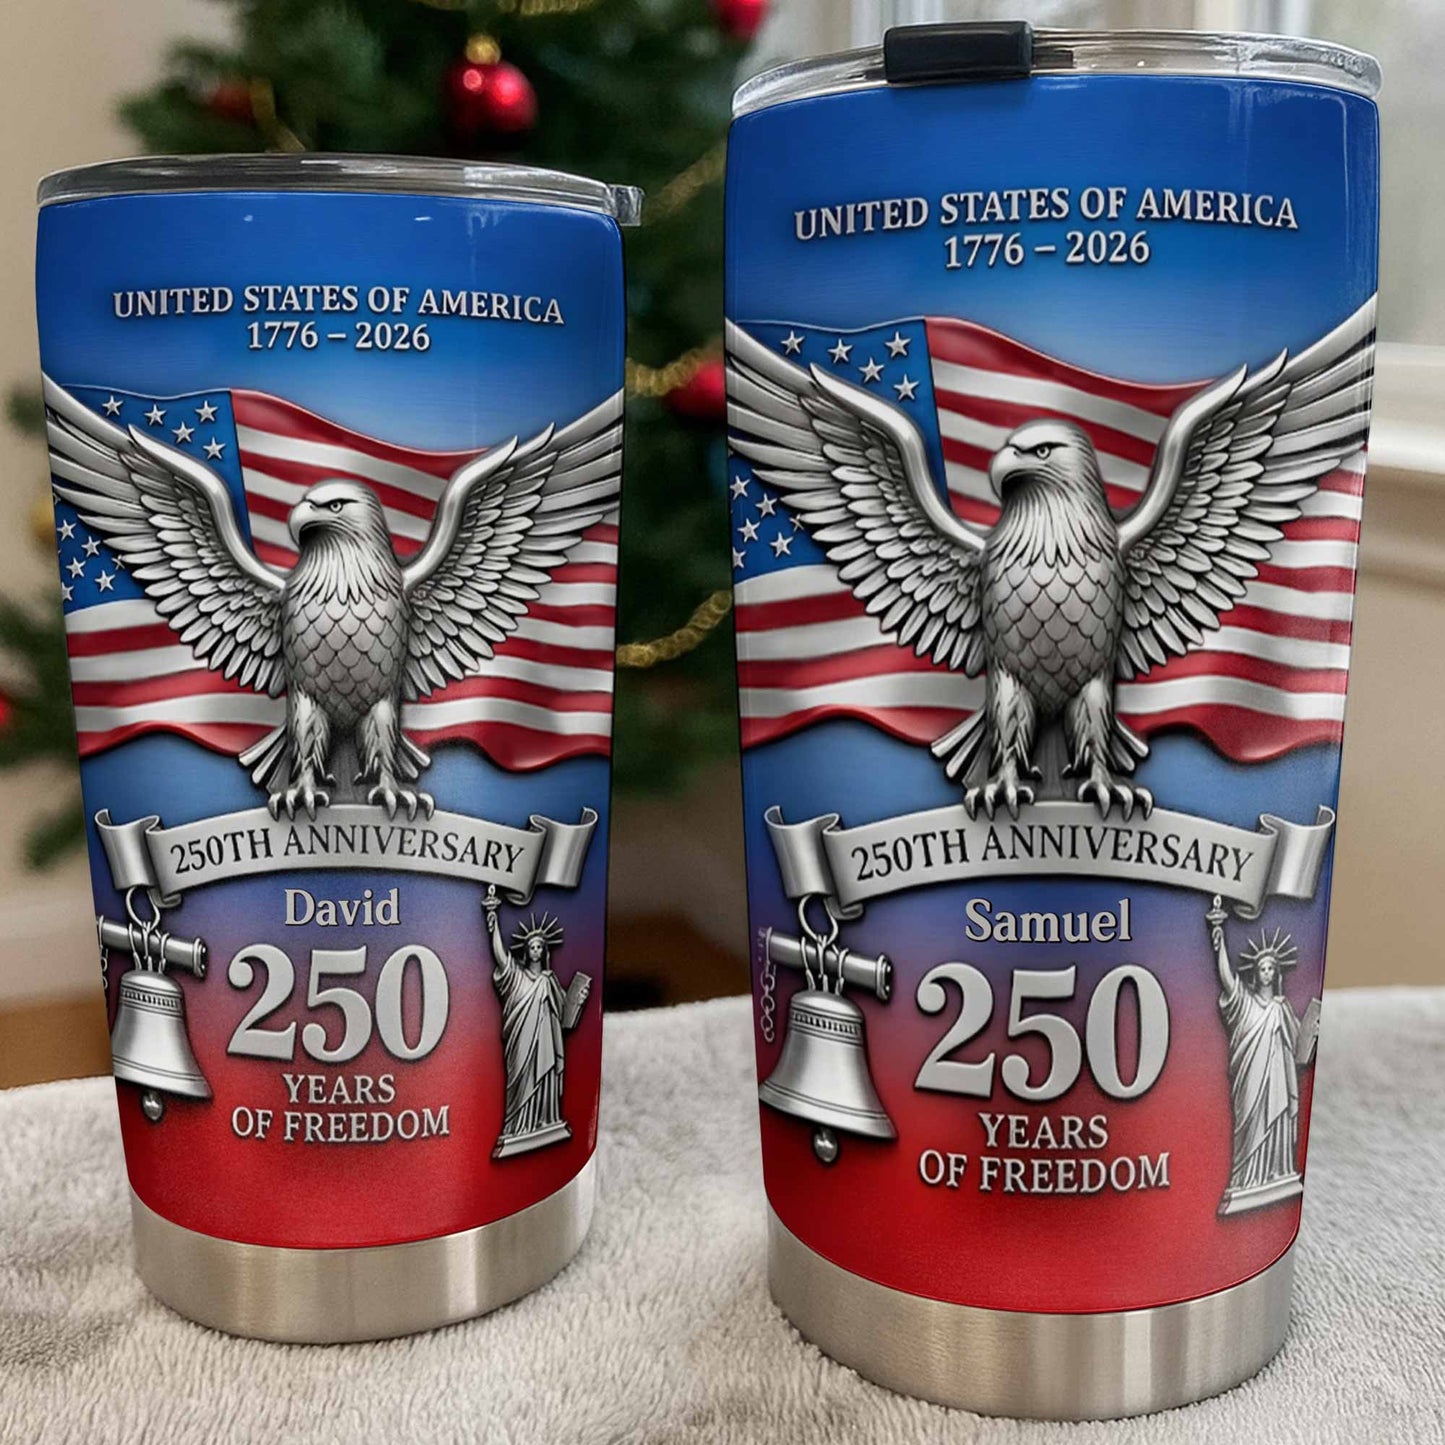 UNITED STATES OF AMERICA
1776 – 2026
250TH ANNIVERSARY
David
250
YEARS
OF FREEDOM
UNITED STATES OF AMERICA
1776 – 2026
250TH ANNIVERSARY
Samuel
250
YEARS
OF FREEDOM